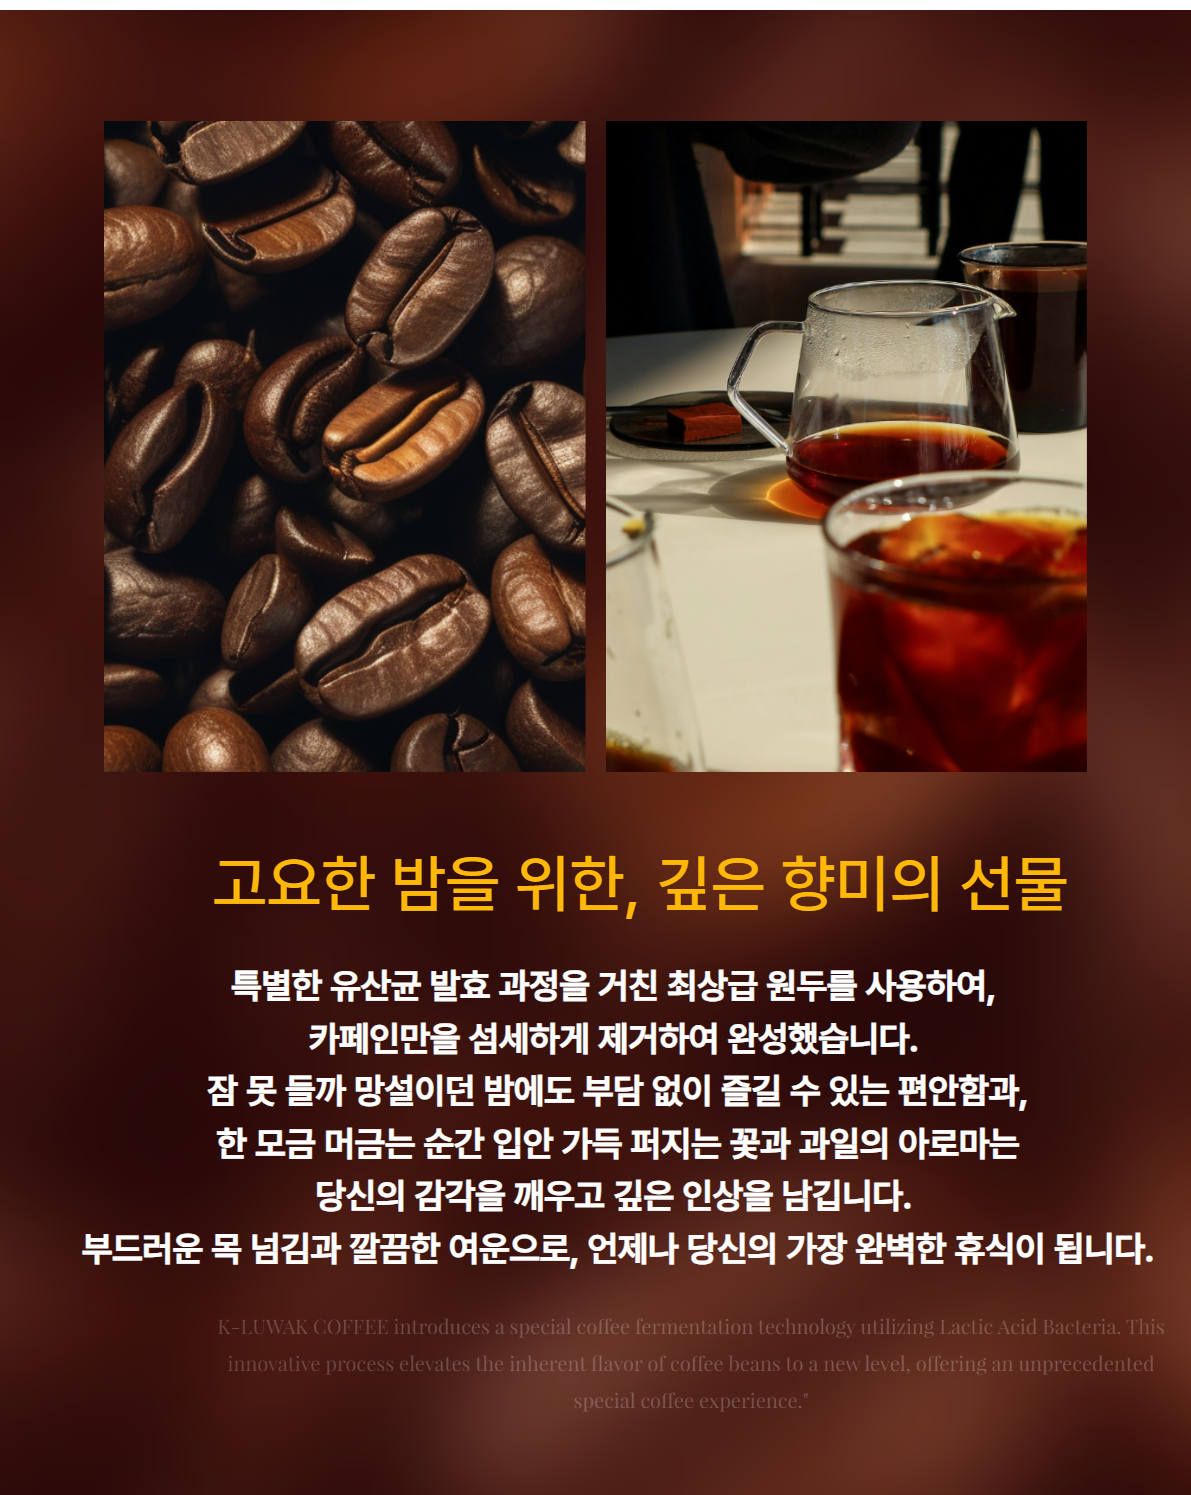 고요한 밤을 위한, 깊은 향미의 선물
특별한 유산균 발효 과정을 거친 최상급 원두를 사용하여,
카페인만을 섬세하게 제거하여 완성했습니다.
잠 못 들까 망설이던 밤에도 부담 없이 즐길 수 있는 편안함과,
한 모금 머금는 순간 입안 가득 퍼지는 꽃과 과일의 아로마는
당신의 감각을 깨우고 깊은 인상을 남깁니다.
부드러운 목 넘김과 깔끔한 여운으로, 언제나 당신의 가장 완벽한 휴식이 됩니다.
K-LUWAK COFFEE introduces a special coffee fermentation technology utilizing Lactic Acid Bacteria. This
innovative process elevates the inherent flavor of coffee beans to a new level, offering an unprecedented
special coffee experience."